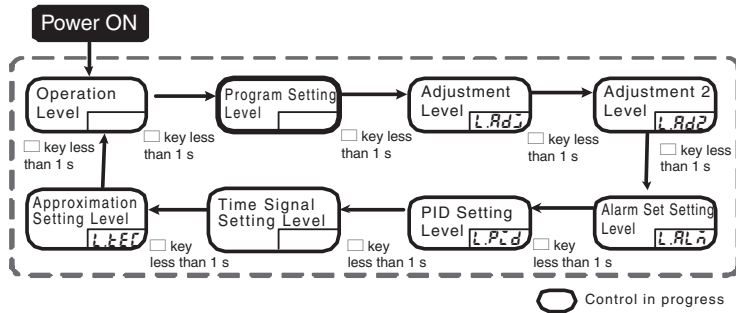 Power ON
Operation
Level
Program Setting
Level
Adjustment
Level
L.Adj
Adjustment 2
Level
L.Ad2
key less
than 1 s
key less
than 1 s
key less
than 1 s
key less
than 1 s
key less
than 1 s
Approximation
Setting Level
L.tEC
Time Signal
Setting Level
PID Setting
Level
L.Pid
Alarm Set Setting
Level
L.ALm
key
less than 1 s
key
less than 1 s
key
less than 1 s
Control in progress